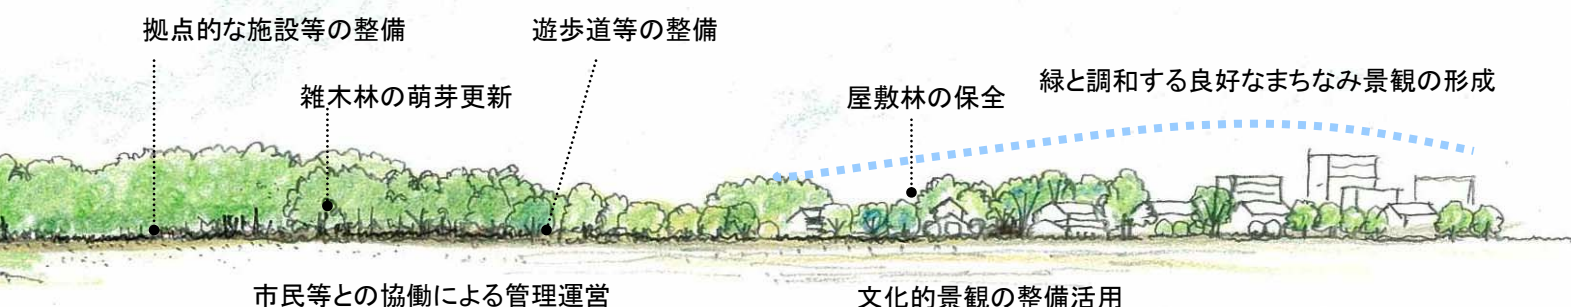 拠点的な施設等の整備
遊歩道等の整備
雑木林の萌芽更新
屋敷林の保全
緑と調和する良好なまちなみ景観の形成
市民等との協働による管理運営
文化的景観の整備活用